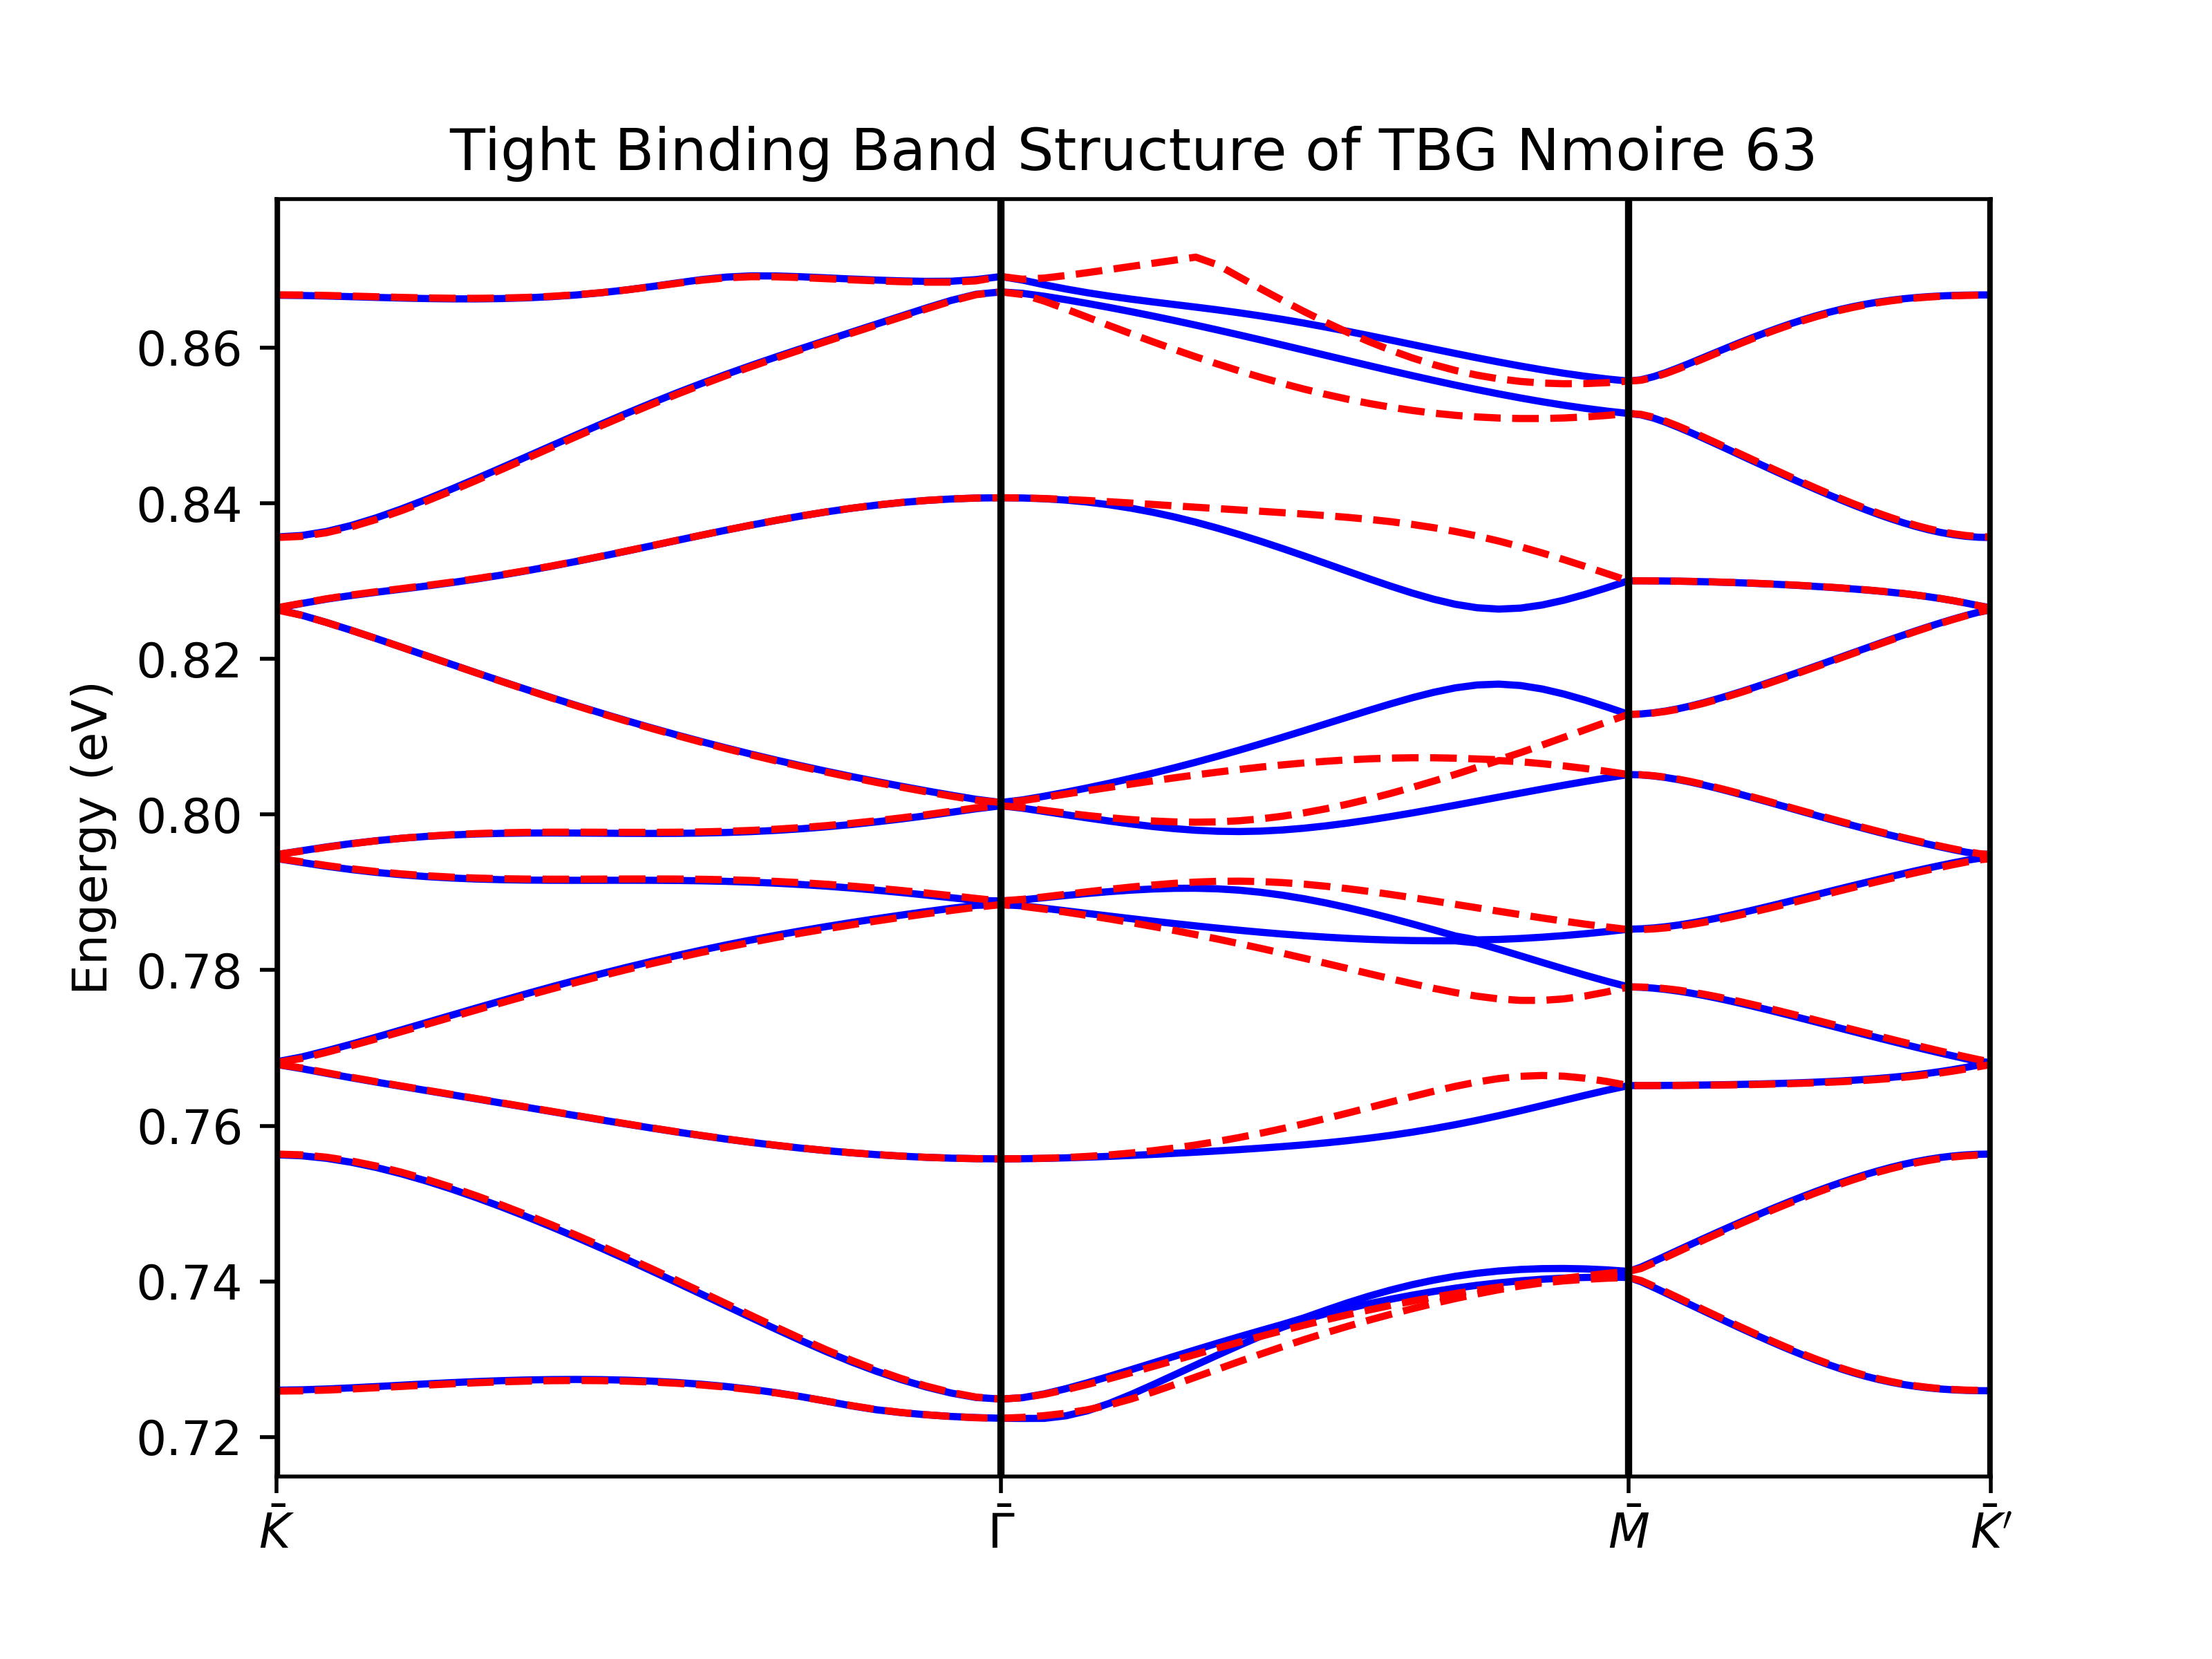 Tight Binding Band Structure of TBG Nmoire 63
Engergy (eV)
0.86
0.84
0.82
0.80
0.78
0.76
0.74
0.72
K̄ Γ̄ M̄ K̄′